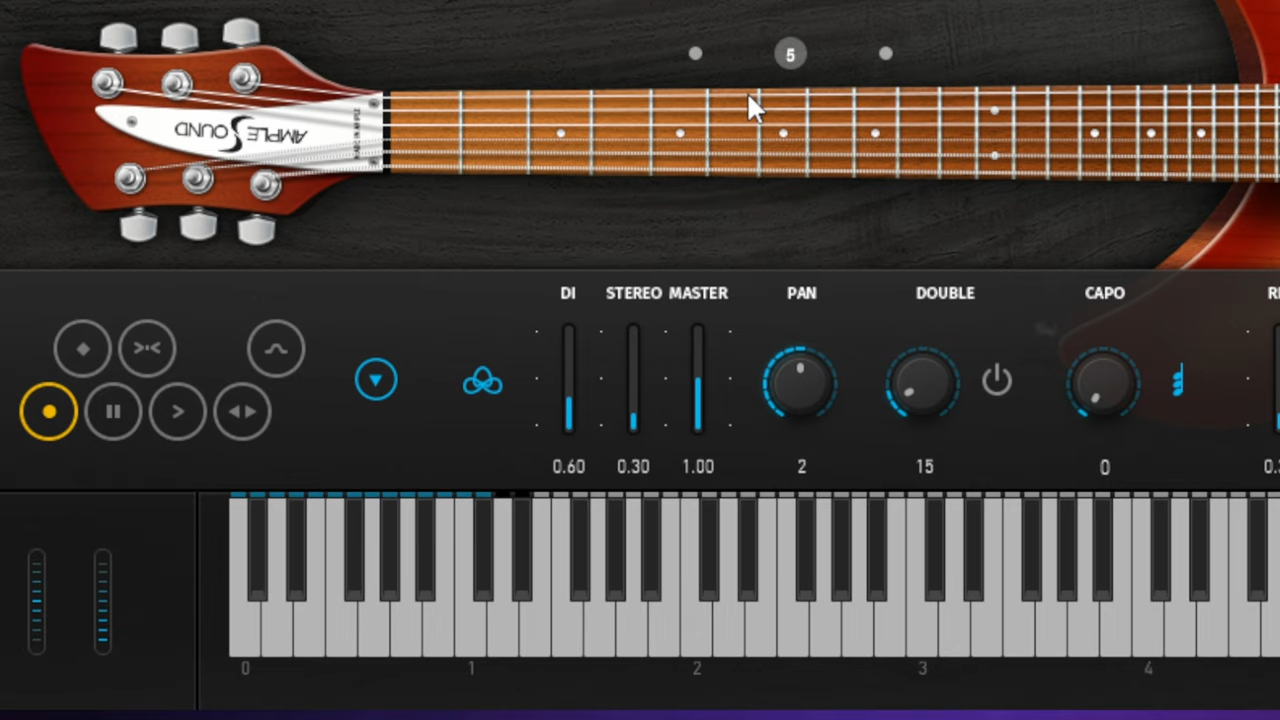 5
AMPLE SOUND
DI STEREO MASTER PAN DOUBLE CAPO
0.60 0.30 1.00 2 15 0
0 1 2 3 4